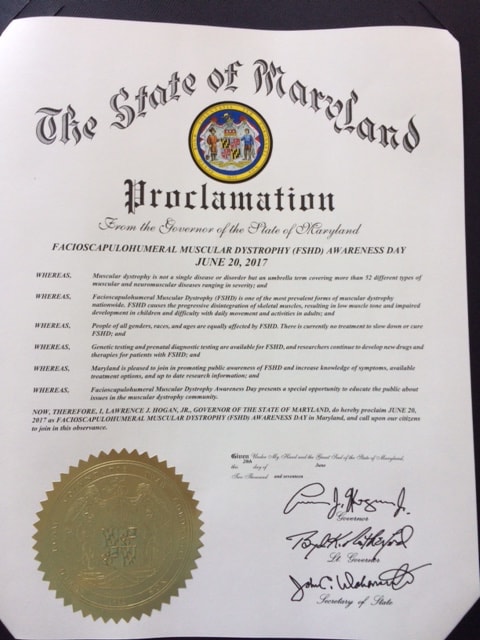 The State of Maryland
Proclamation
From the Governor of the State of Maryland
FACIOSCAPULOHUMERAL MUSCULAR DYSTROPHY (FSHD) AWARENESS DAY
JUNE 20, 2017
WHEREAS, Muscular dystrophy is not a single disease or disorder but an umbrella term covering more than 52 different types of
muscular and neuromuscular diseases ranging in severity; and
WHEREAS, Facioscapulohumeral Muscular Dystrophy (FSHD) is one of the most prevalent forms of muscular dystrophy
nationwide. FSHD causes the progressive disintegration of skeletal muscles, resulting in low muscle tone and impaired
development in children and difficulty with daily movement and activities in adults; and
WHEREAS, People of all genders, races, and ages are equally affected by FSHD. There is currently no treatment to slow down or cure
FSHD; and
WHEREAS, Genetic testing and prenatal diagnostic testing are available for FSHD, and researchers continue to develop new drugs and
therapies for patients with FSHD; and
WHEREAS, Maryland is pleased to join in promoting public awareness of FSHD and increase knowledge of symptoms, available
treatment options, and up to date research information; and
WHEREAS, Facioscapulohumeral Muscular Dystrophy Awareness Day presents a special opportunity to educate the public about
issues in the muscular dystrophy community.
NOW, THEREFORE, I, LAWRENCE J. HOGAN, JR., GOVERNOR OF THE STATE OF MARYLAND, do hereby proclaim JUNE 20,
2017 as FACIOSCAPULOHUMERAL MUSCULAR DYSTROPHY (FSHD) AWARENESS DAY in Maryland, and call upon our citizens
to join in this observance.
Given Under My Hand and the Great Seal of the State of Maryland,
the 20th day of June
Two Thousand and seventeen
Governor
Lt. Governor
Secretary of State